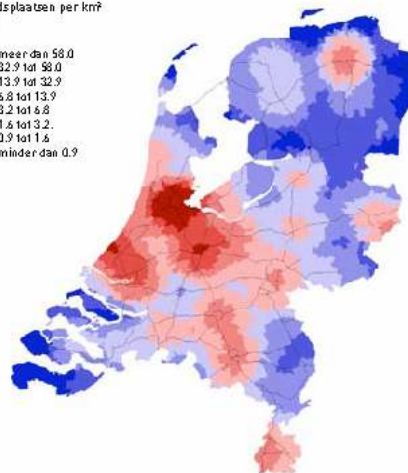 dsplaatsen per km²
meer dan 58.0
32.9 tot 58.0
13.9 tot 32.9
6.8 tot 13.9
3.2 tot 6.8
1.6 tot 3.2.
0.9 tot 1.6
minder dan 0.9